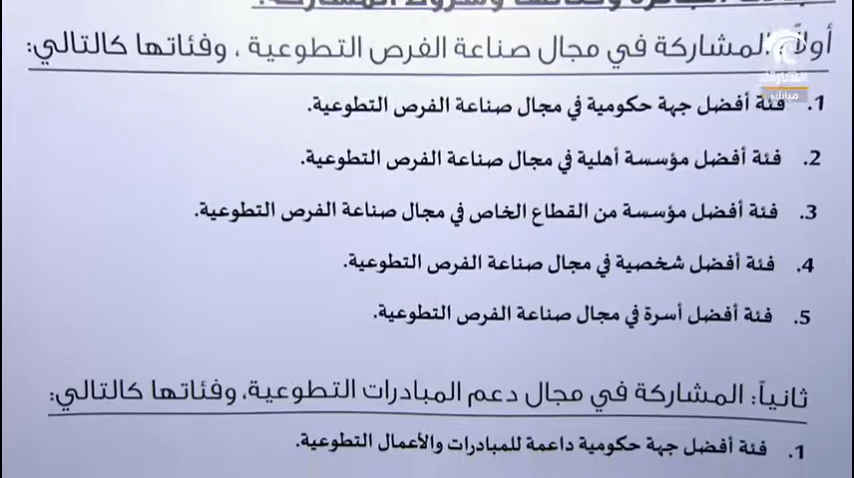 أولاً: المشاركة في مجال صناعة الفرص التطوعية ، وفئاتها كالتالي:
1. فئة أفضل جهة حكومية في مجال صناعة الفرص التطوعية.
2. فئة أفضل مؤسسة أهلية في مجال صناعة الفرص التطوعية.
3. فئة أفضل مؤسسة من القطاع الخاص في مجال صناعة الفرص التطوعية.
4. فئة أفضل شخصية في مجال صناعة الفرص التطوعية.
5. فئة أفضل أسرة في مجال صناعة الفرص التطوعية.
ثانياً: المشاركة في مجال دعم المبادرات التطوعية، وفئاتها كالتالي:
1. فئة أفضل جهة حكومية داعمة للمبادرات والأعمال التطوعية.
الشارقة
مباشر